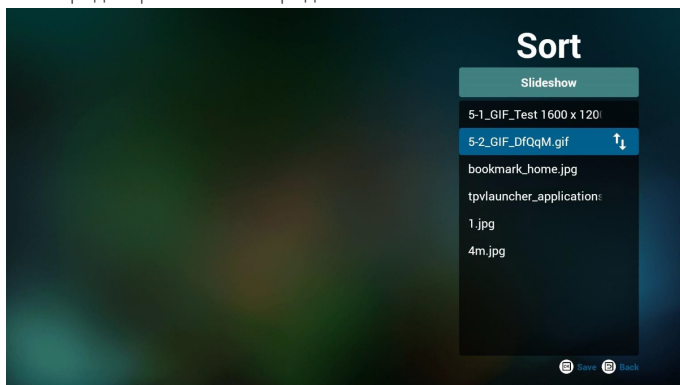 Sort
Slideshow
5-1_GIF_Test 1600 x 120
5-2_GIF_DfQqM.gif
bookmark_home.jpg
tpvlauncher_application
1.jpg
4m.jpg
Save Back